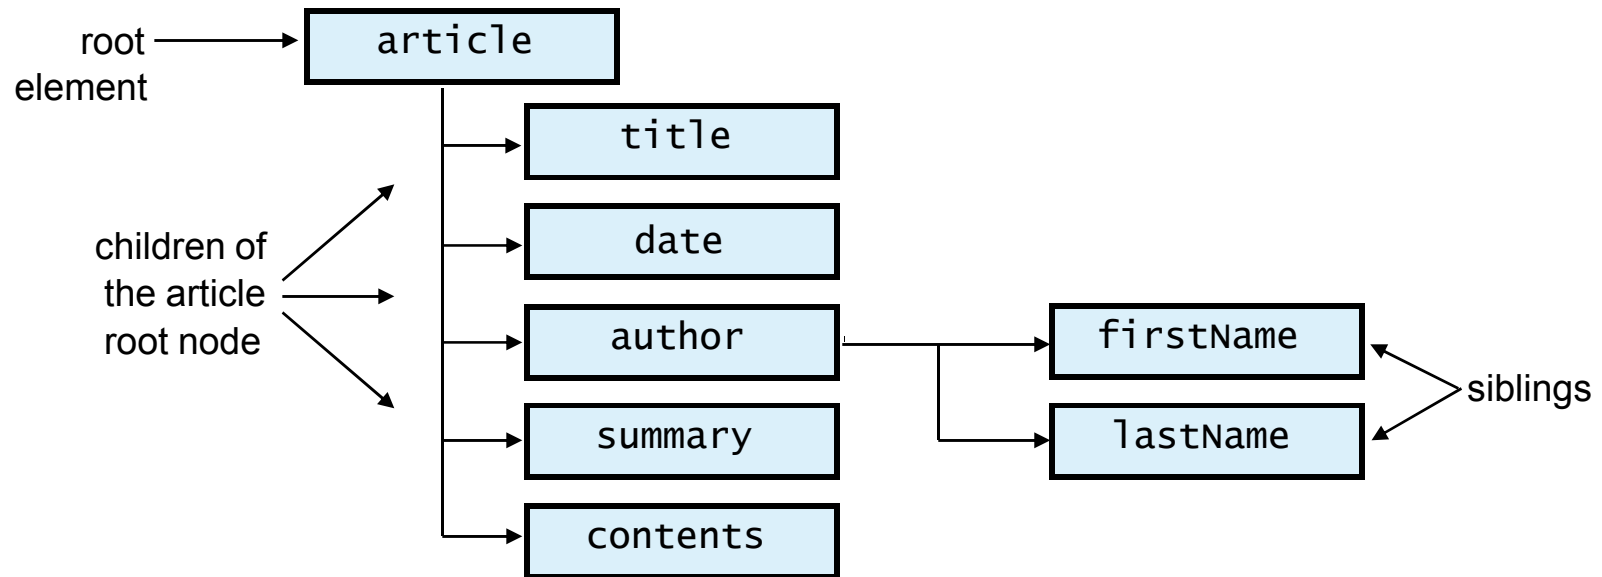 root
element
article
title
children of
the article
root node
date
author
firstName
siblings
summary
lastName
contents